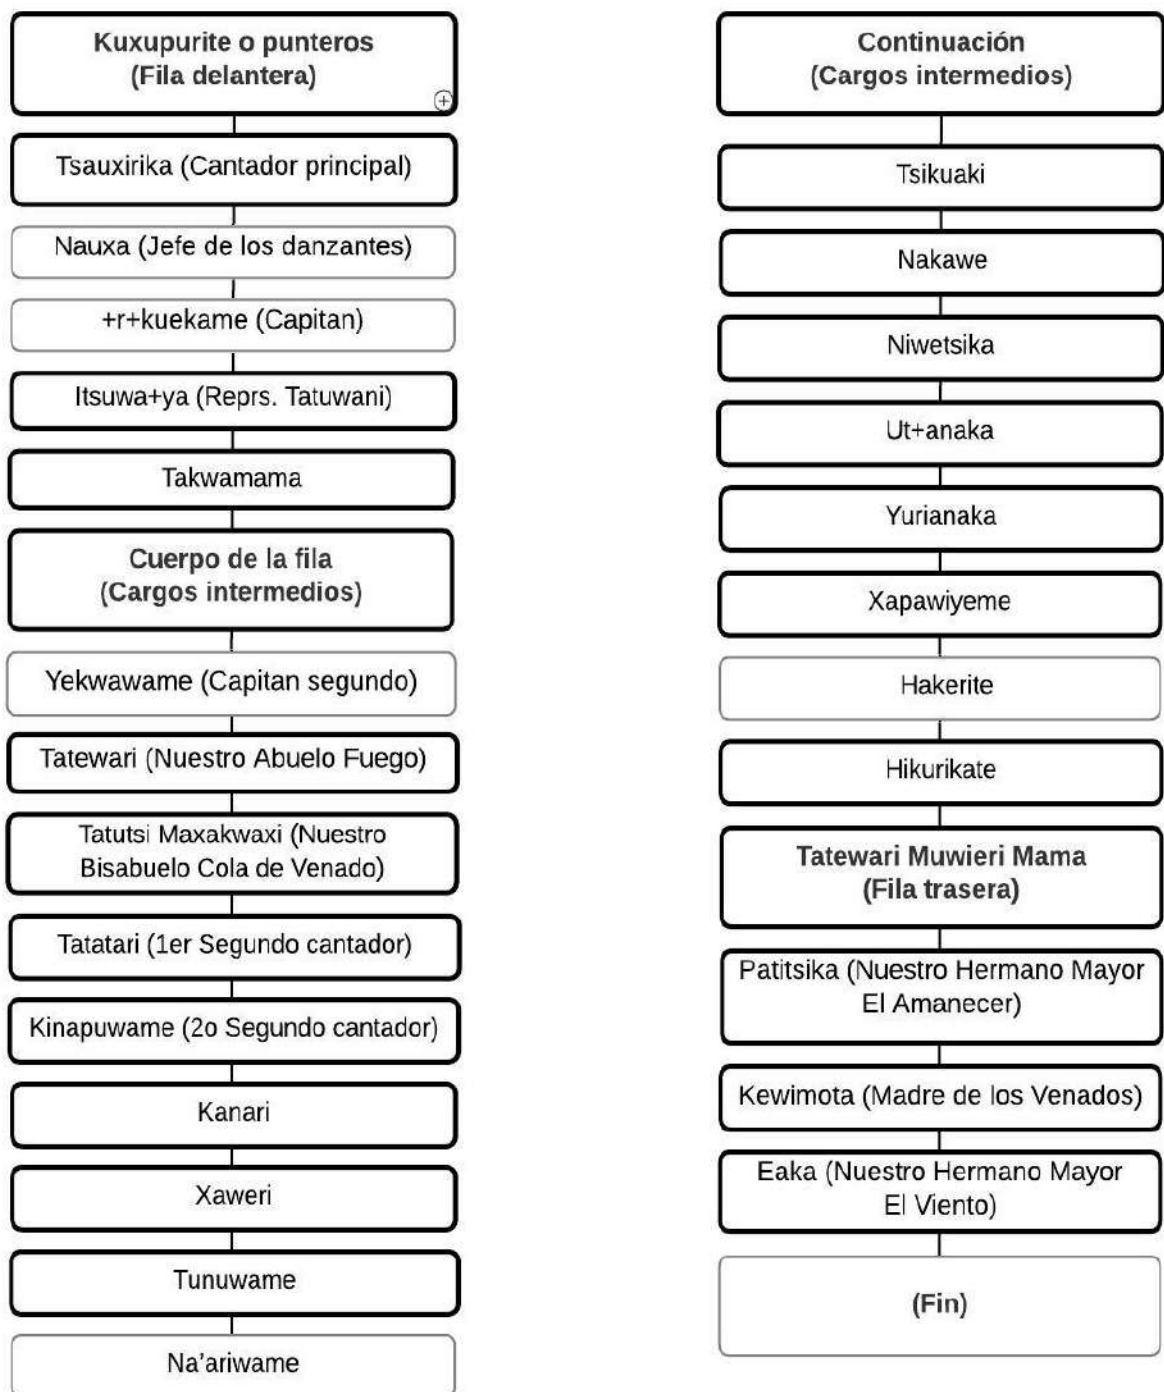 Kuxupurite o punteros
(Fila delantera)
Tsauxirika (Cantador principal)
Nauxa (Jefe de los danzantes)
+r+kuekame (Capitan)
Itsuwa+ya (Reprs. Tatuwani)
Takwamama
Cuerpo de la fila
(Cargos intermedios)
Yekwawame (Capitan segundo)
Tatewari (Nuestro Abuelo Fuego)
Tatutsi Maxakwaxi (Nuestro
Bisabuelo Cola de Venado)
Tatatari (1er Segundo cantador)
Kinapuwame (2o Segundo cantador)
Kanari
Xaweri
Tunuwame
Na'ariwame
Continuación
(Cargos intermedios)
Tsikuaki
Nakawe
Niwetsika
Ut+anaka
Yurianaka
Xapawiyeme
Hakerite
Hikurikate
Tatewari Muwieri Mama
(Fila trasera)
Patitsika (Nuestro Hermano Mayor
El Amanecer)
Kewimota (Madre de los Venados)
Eaka (Nuestro Hermano Mayor
El Viento)
(Fin)